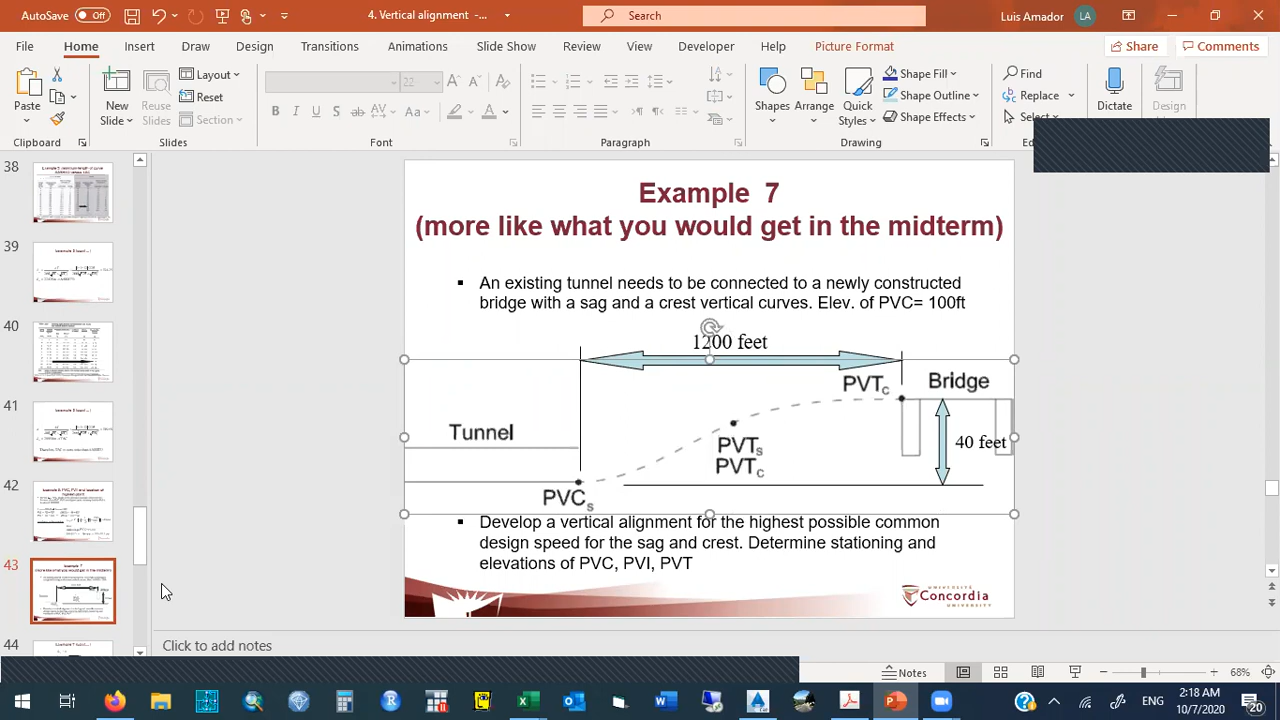 4. Vertical alignment -...
Search
Luis Amador
LA
File
Home
Insert
Draw
Design
Transitions
Animations
Slide Show
Review
View
Developer
Help
Picture Format
Share
Comments
Paste
New
Slide
Reuse
Slides
Layout
Reset
Section
22
B
I
U
S
ab
AV
Aa
A
Shapes
Arrange
Quick
Styles
Shape Fill
Shape Outline
Shape Effects
Find
Replace
Select
Dictate
Design
Clipboard
Slides
Font
Paragraph
Drawing
38
39
40
41
42
43
44
Example 7
(more like what you would get in the midterm)
An existing tunnel needs to be connected to a newly constructed
bridge with a sag and a crest vertical curves. Elev. of PVC= 100ft
1200 feet
PVTc
Bridge
Tunnel
40 feet
PVTs
PVTc
PVCs
Develop a vertical alignment for the highest possible common
design speed for the sag and crest. Determine stationing and
elevations of PVC, PVI, PVT
UNIVERSITÉ
Concordia
UNIVERSITY
Click to add notes
Notes
68%
ENG
2:18 AM
10/7/2020
20